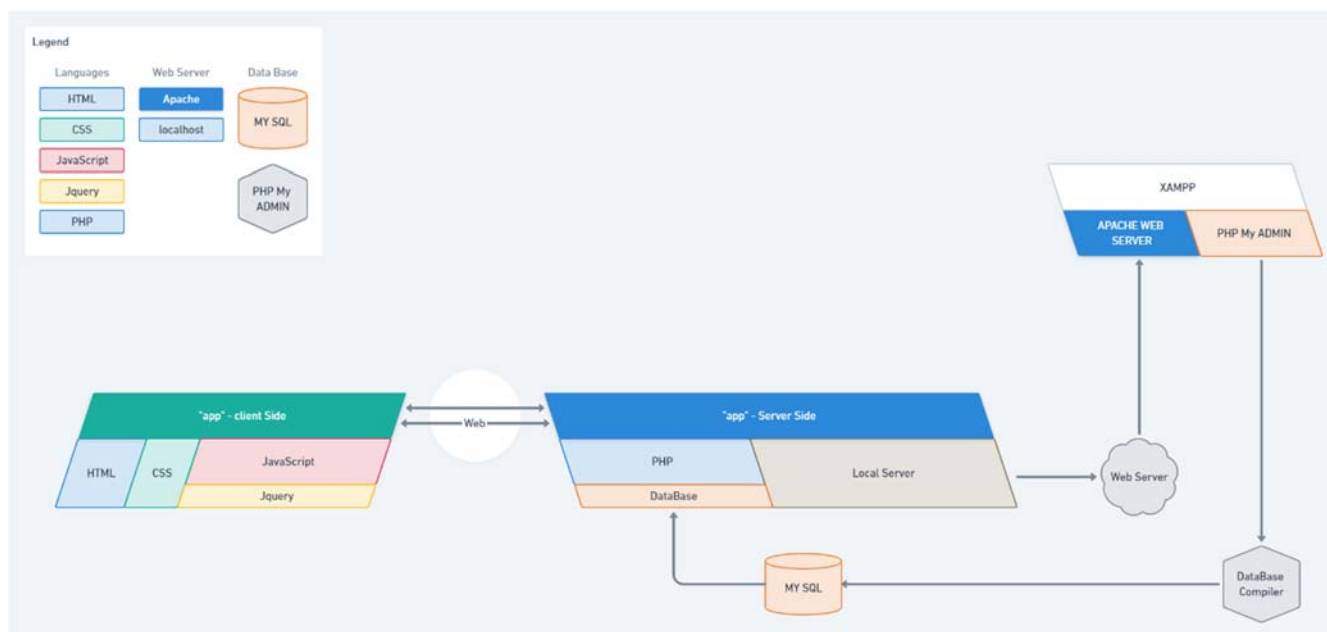 Legend
Languages Web Server Data Base
HTML Apache
MY SQL
CSS localhost
JavaScript
Jquery PHP My
ADMIN
PHP
XAMPP
APACHE WEB
SERVER
PHP My ADMIN
"app" - client Side
Web
"app" - Server Side
HTML CSS JavaScript
Jquery
PHP
DataBase
Local Server
Web Server
MY SQL
DataBase
Compiler